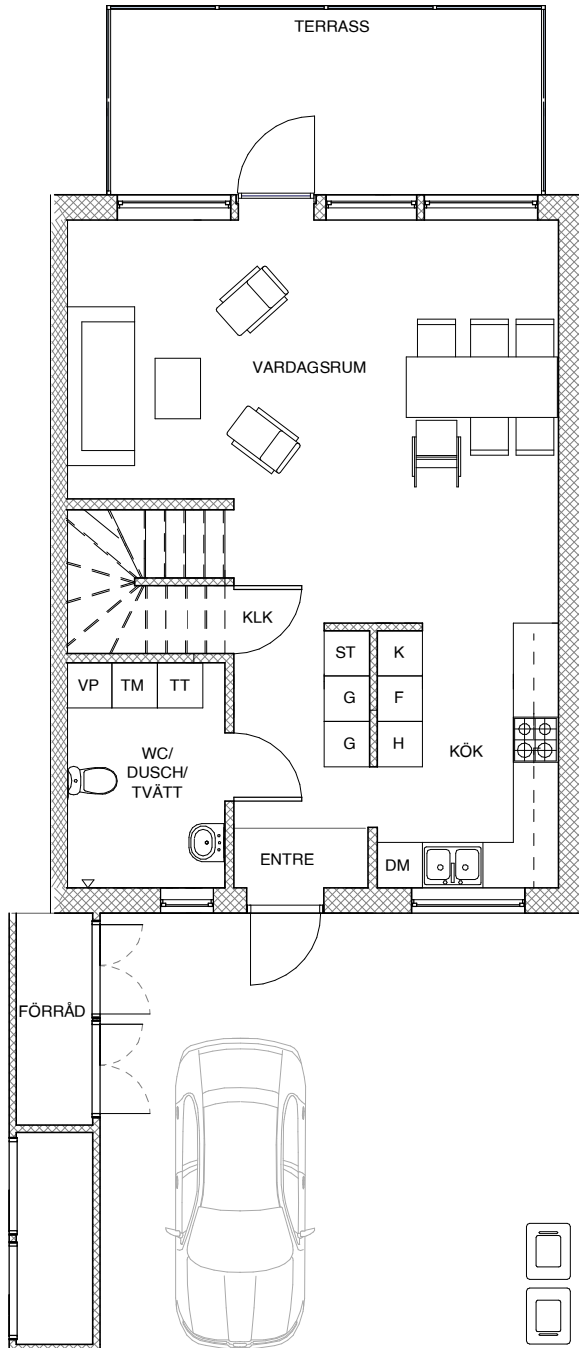 TERRASS
VARDAGSRUM
KLK
ST K
VP TM TT
G F
G H
WC/
DUSCH/
TVÄTT
KÖK
ENTRE
DM
FÖRRÅD